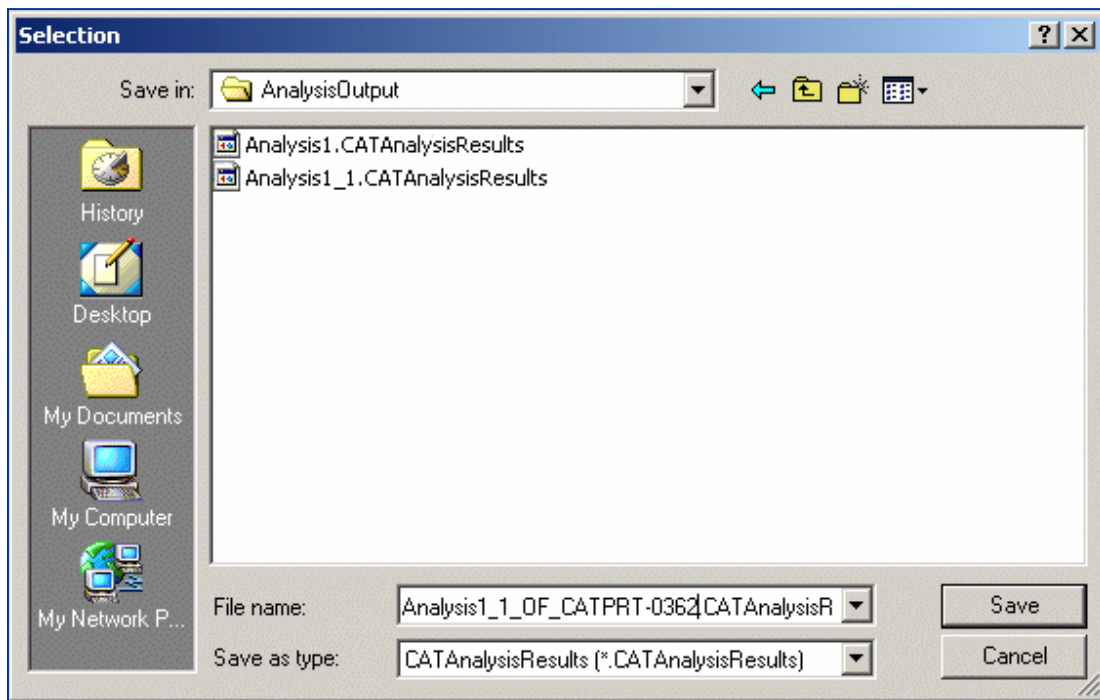 Selection
Save in: AnalysisOutput
Analysis1.CATAnalysisResults
Analysis1_1.CATAnalysisResults
History
Desktop
My Documents
My Computer
My Network P...
File name: Analysis1_1_OF_CATPRT-0362.CATAnalysisR Save
Save as type: CATAnalysisResults (*.CATAnalysisResults) Cancel